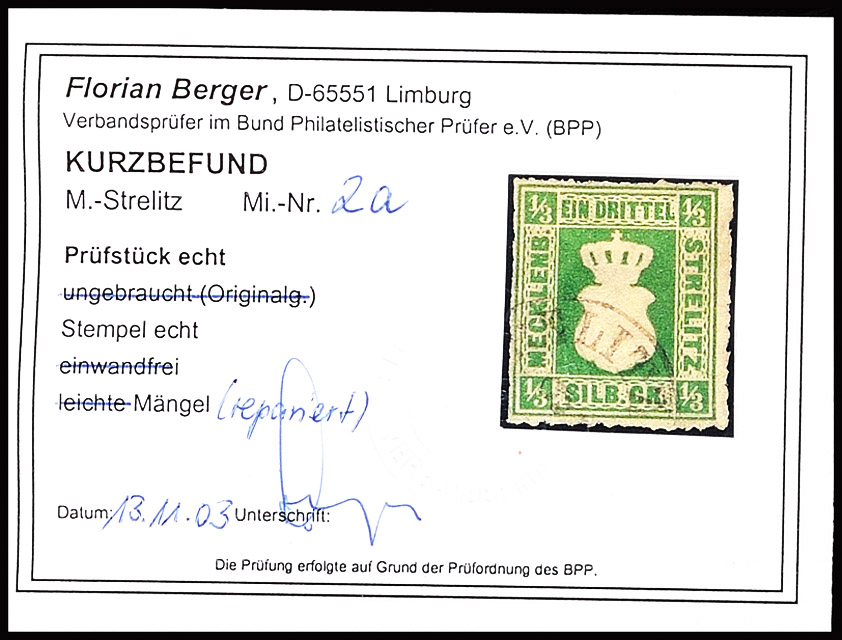 Florian Berger, D-65551 Limburg
Verbandsprüfer im Bund Philatelistischer Prüfer e.V. (BPP)
KURZBEFUND
M.-Strelitz Mi.-Nr. 2a
Prüfstück echt
ungebraucht (Originalg.)
Stempel echt
einwandfrei
leichte Mängel (repariert)
Datum: 13.11.03 Unterschrift:
Die Prüfung erfolgte auf Grund der Prüfordnung des BPP.
1/3 EIN DRITTEL 1/3
MECKLENB.
STRELITZ
1/3 SILB.GR. 1/3